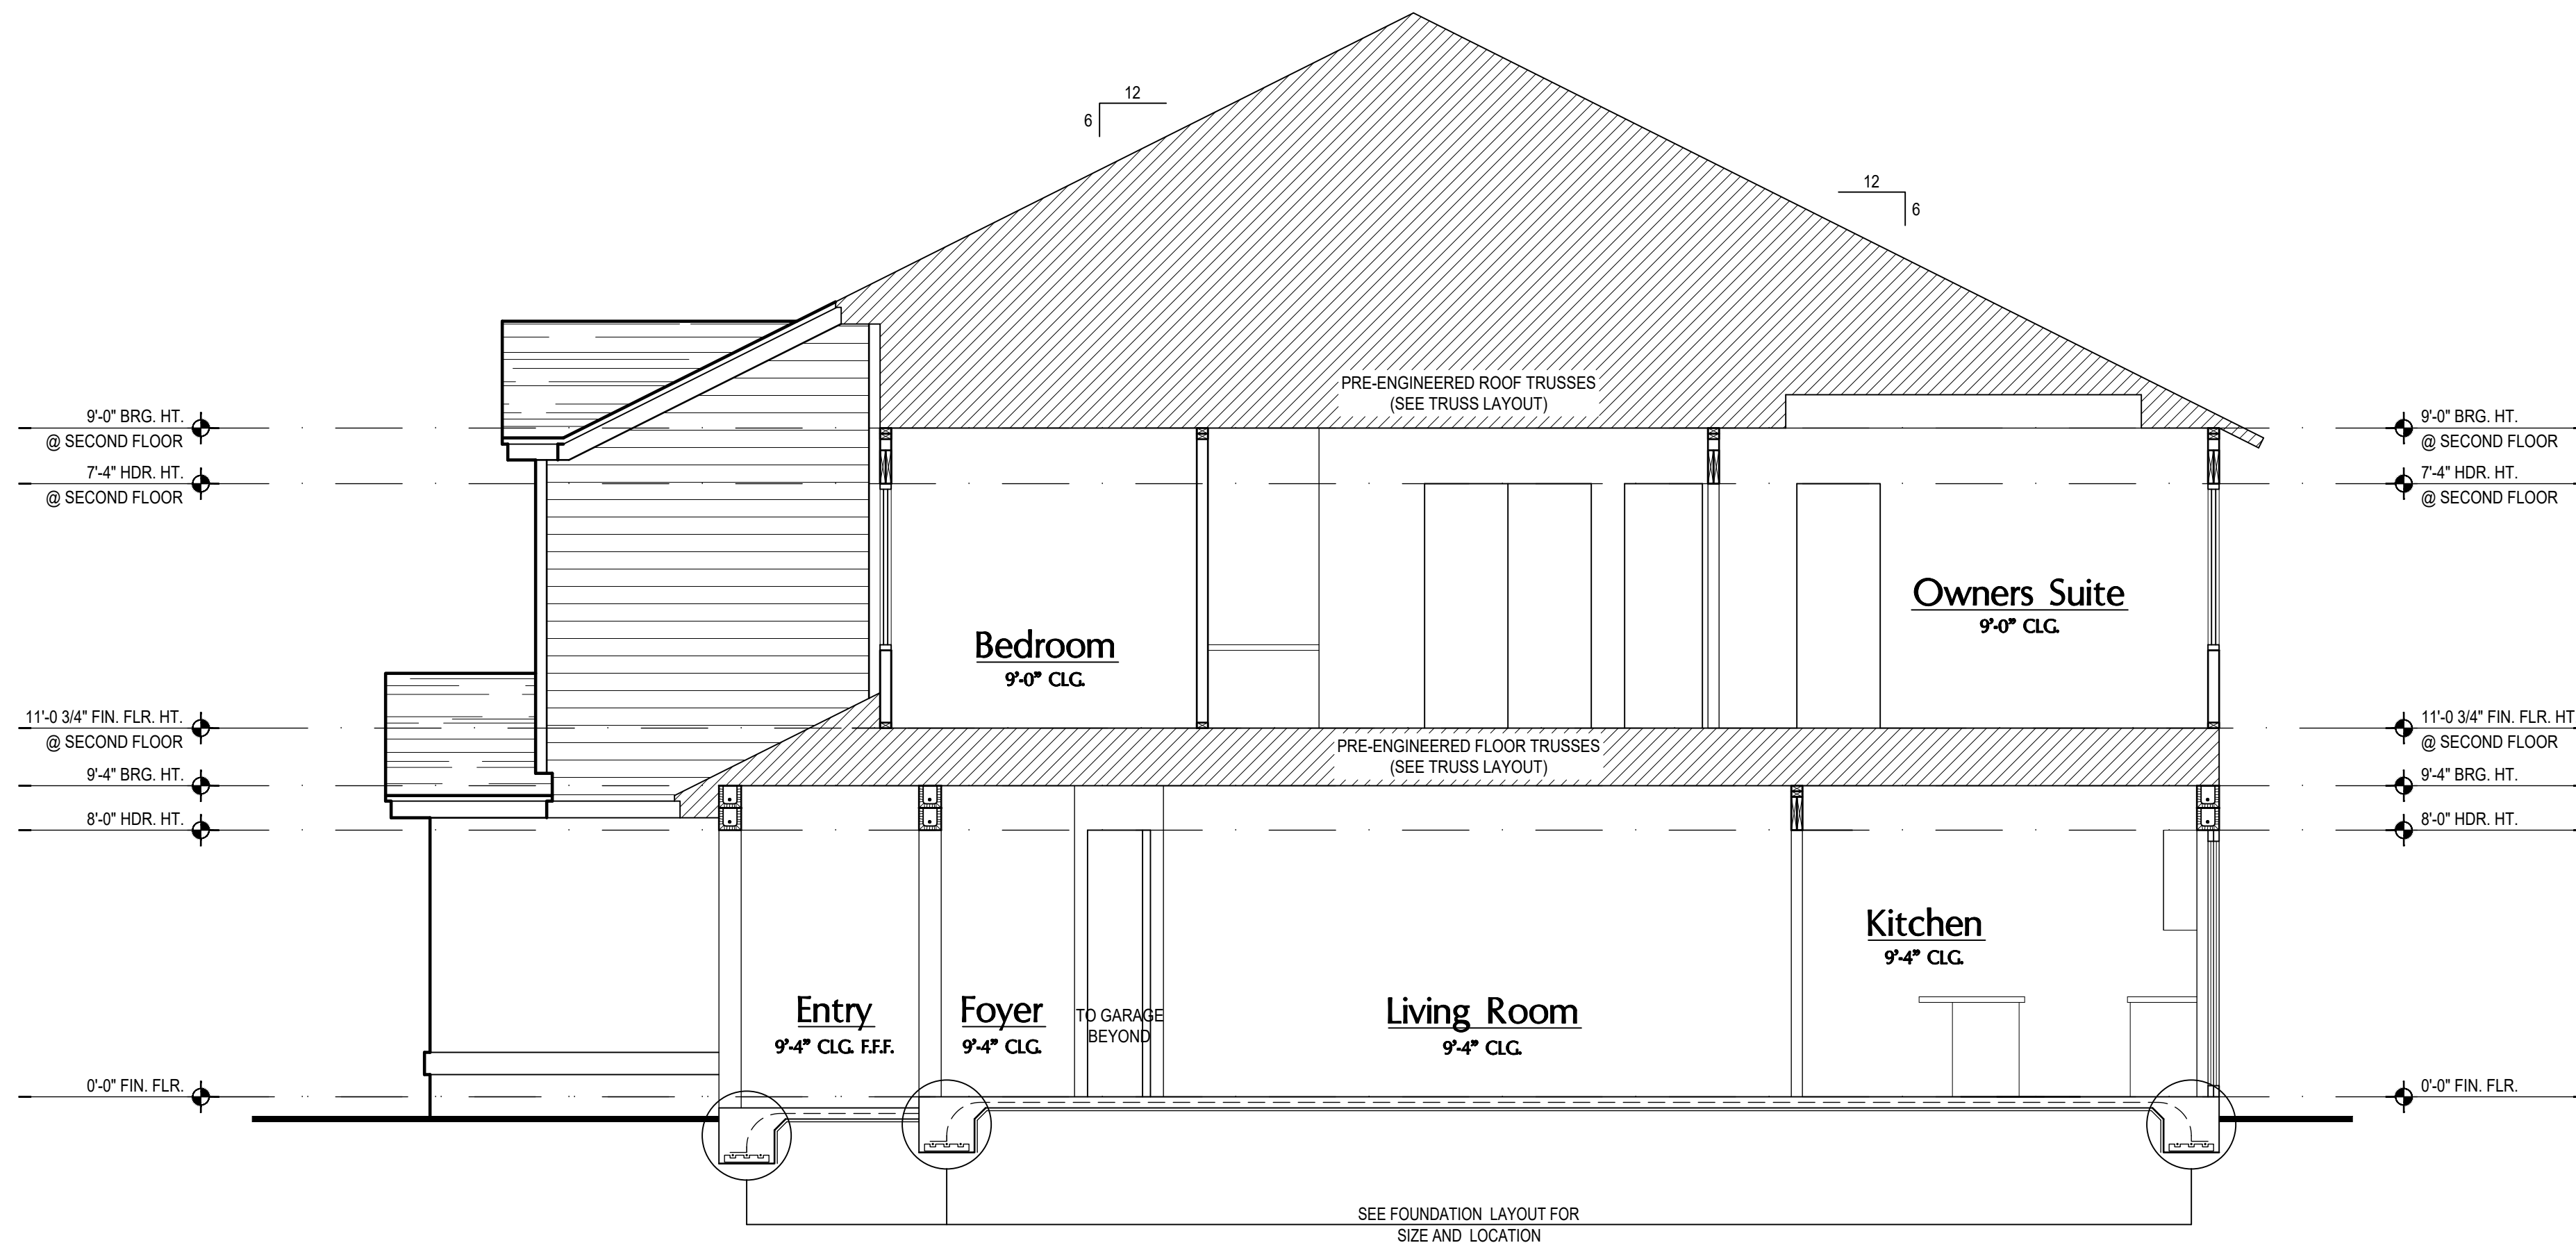 12
6
12
6
PRE-ENGINEERED ROOF TRUSSES
(SEE TRUSS LAYOUT)
9'-0" BRG. HT.
@ SECOND FLOOR
9'-0" BRG. HT.
@ SECOND FLOOR
7'-4" HDR. HT.
@ SECOND FLOOR
7'-4" HDR. HT.
@ SECOND FLOOR
Owners Suite
9'-0" CLG.
Bedroom
9'-0" CLG.
11'-0 3/4" FIN. FLR. HT.
@ SECOND FLOOR
11'-0 3/4" FIN. FLR. HT
@ SECOND FLOOR
PRE-ENGINEERED FLOOR TRUSSES
(SEE TRUSS LAYOUT)
9'-4" BRG. HT.
9'-4" BRG. HT.
8'-0" HDR. HT.
8'-0" HDR. HT.
Kitchen
9'-4" CLG.
Entry
9'-4" CLG. F.F.F.
Foyer
9'-4" CLG.
TO GARAGE
BEYOND
Living Room
9'-4" CLG.
0'-0" FIN. FLR.
0'-0" FIN. FLR.
SEE FOUNDATION LAYOUT FOR
SIZE AND LOCATION